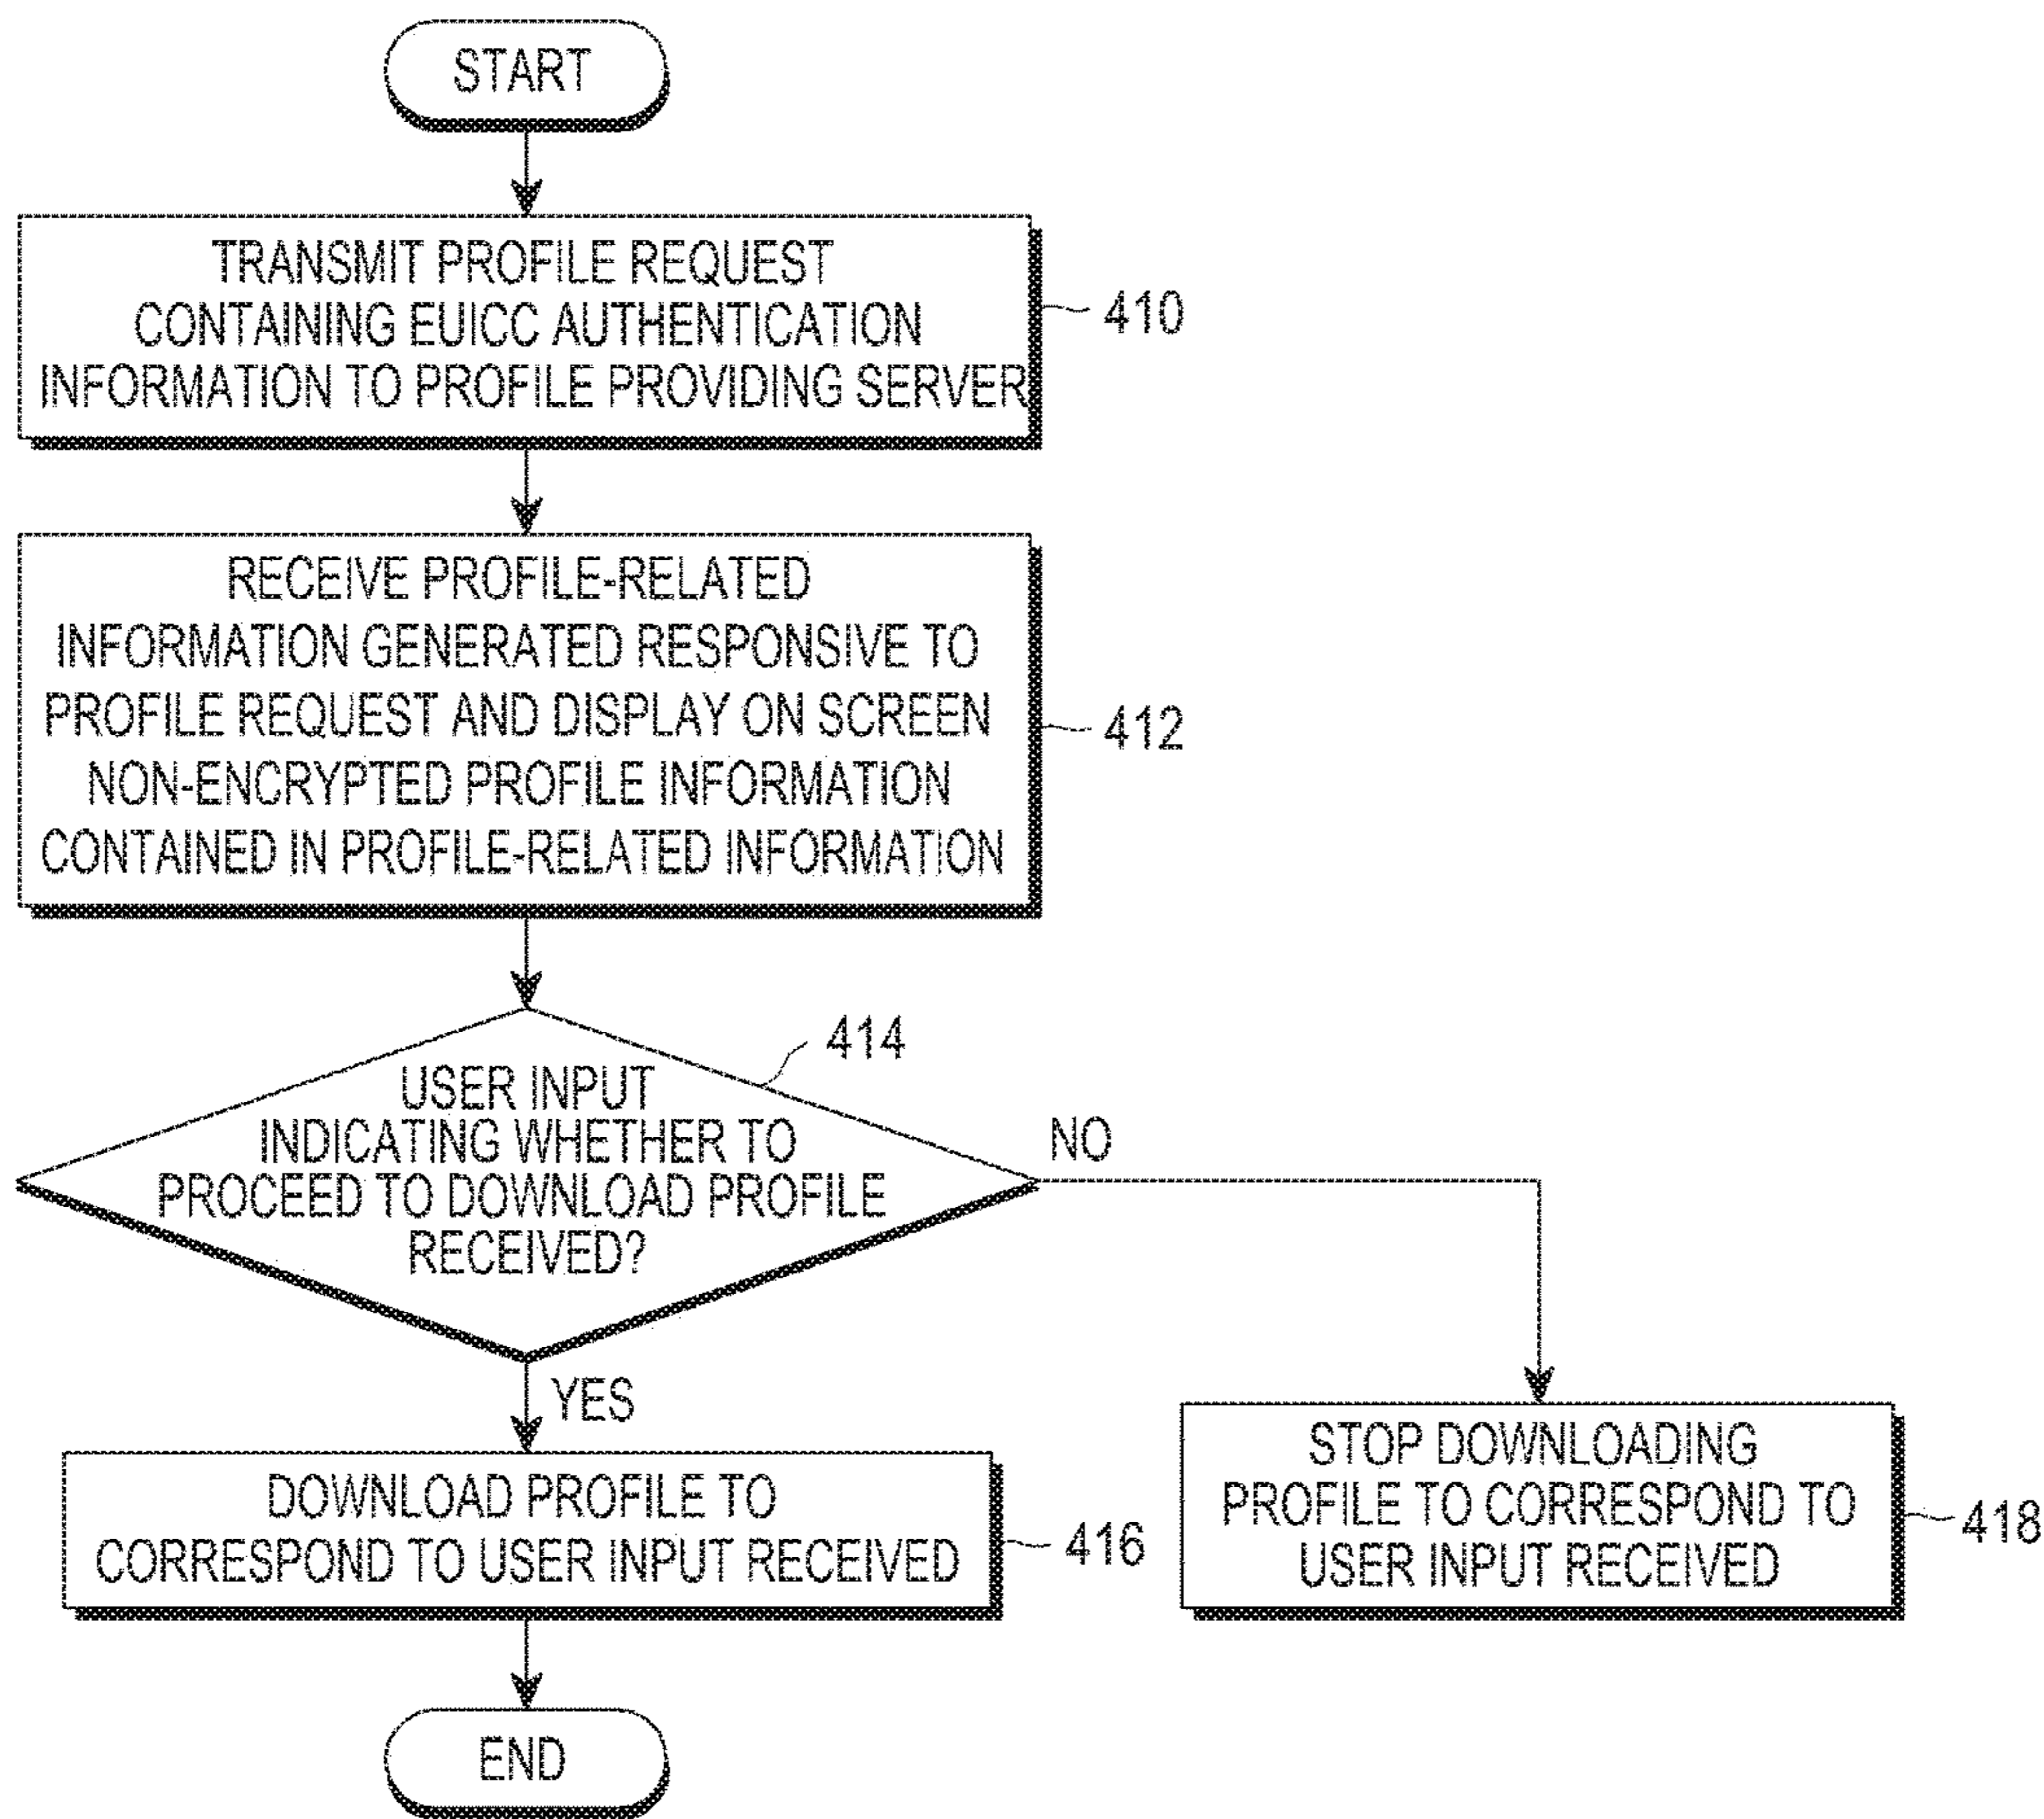 START
TRANSMIT PROFILE REQUEST
CONTAINING EUICC AUTHENTICATION
INFORMATION TO PROFILE PROVIDING SERVER
410
RECEIVE PROFILE-RELATED
INFORMATION GENERATED RESPONSIVE TO
PROFILE REQUEST AND DISPLAY ON SCREEN
NON-ENCRYPTED PROFILE INFORMATION
CONTAINED IN PROFILE-RELATED INFORMATION
412
414
USER INPUT
INDICATING WHETHER TO
PROCEED TO DOWNLOAD PROFILE
RECEIVED?
NO
YES
DOWNLOAD PROFILE TO
CORRESPOND TO USER INPUT RECEIVED
416
STOP DOWNLOADING
PROFILE TO CORRESPOND TO
USER INPUT RECEIVED
418
END